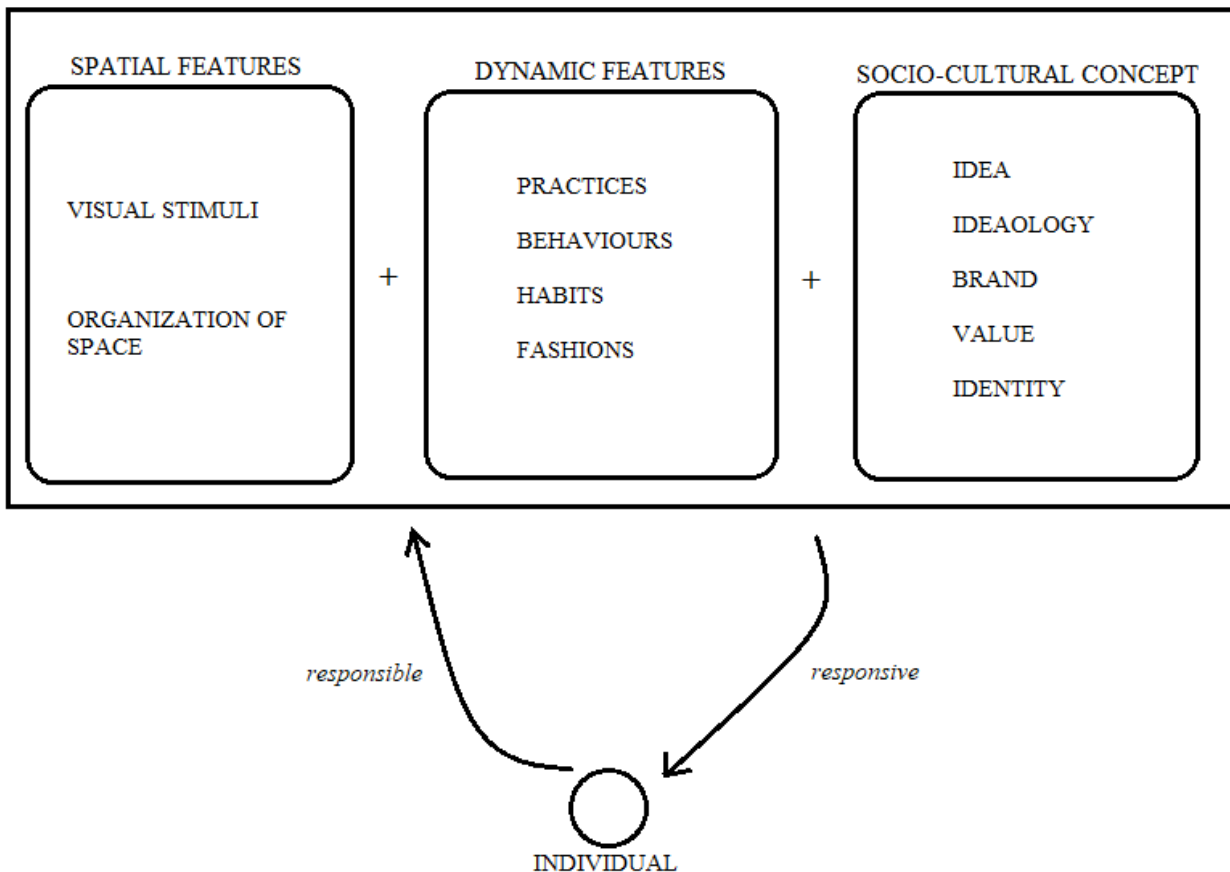 SPATIAL FEATURES
VISUAL STIMULI
ORGANIZATION OF
SPACE
+
DYNAMIC FEATURES
PRACTICES
BEHAVIOURS
HABITS
FASHIONS
+
SOCIO-CULTURAL CONCEPT
IDEA
IDEAOLOGY
BRAND
VALUE
IDENTITY
responsible
responsive
INDIVIDUAL